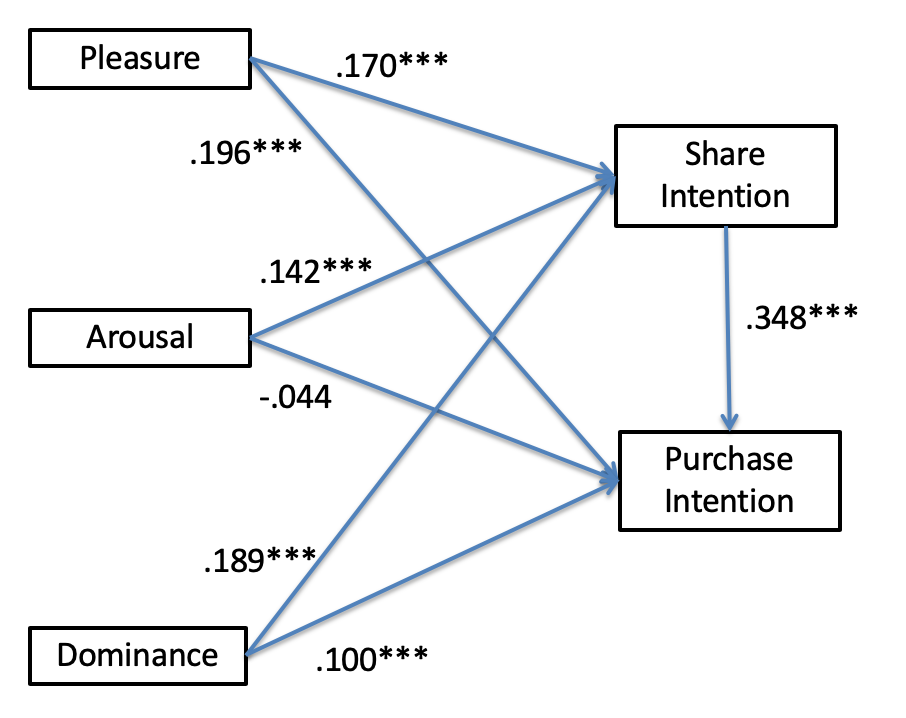 Pleasure
.170***
.196***
Share
Intention
.142***
Arousal
.348***
-.044
Purchase
Intention
.189***
Dominance
.100***